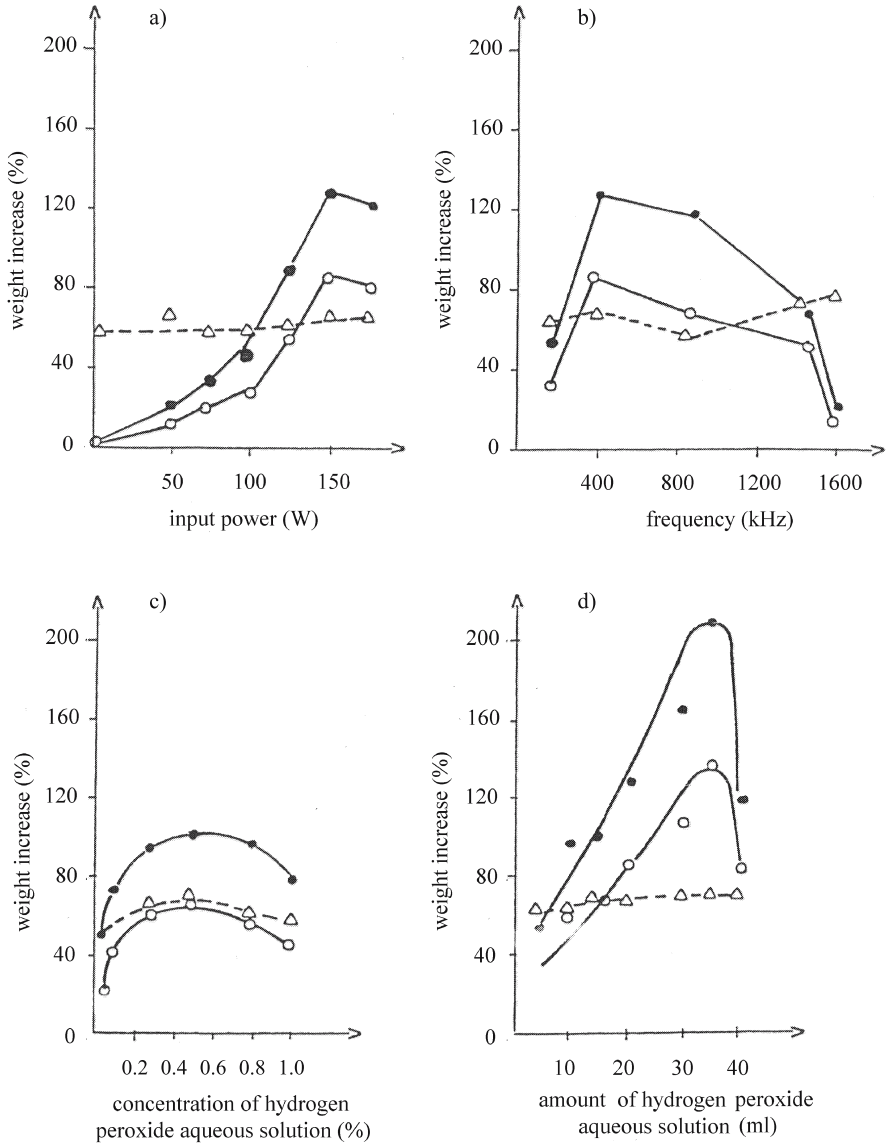 a)
200
160
120
80
40
0
weight increase (%)
50 100 150
input power (W)
b)
200
160
120
80
40
0
weight increase (%)
400 800 1200 1600
frequency (kHz)
c)
200
160
120
80
40
0
weight increase (%)
0.2 0.4 0.6 0.8 1.0
concentration of hydrogen
peroxide aqueous solution (%)
d)
200
160
120
80
40
0
weight increase (%)
10 20 30 40
amount of hydrogen peroxide
aqueous solution (ml)